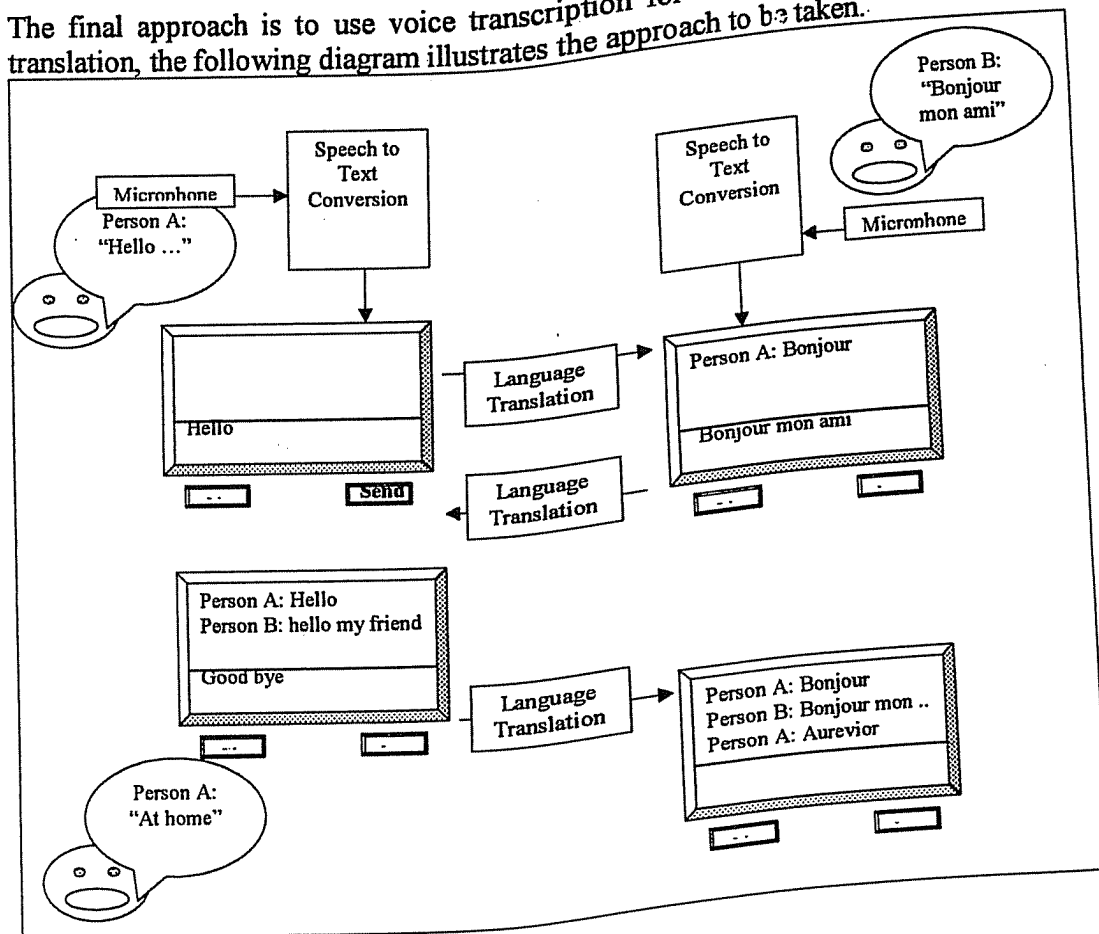 The final approach is to use voice transcription
translation, the following diagram illustrates the approach to be taken.
Person B:
"Bonjour
mon ami"
Speech to
Text
Conversion
Speech to
Text
Conversion
Microphone
Microphone
Person A:
"Hello ..."
Language
Translation
Person A: Bonjour
Hello
Bonjour mon ami
Send
Language
Translation
Person A: Hello
Person B: hello my friend
Good bye
Language
Translation
Person A: Bonjour
Person B: Bonjour mon ..
Person A: Aurevior
Person A:
"At home"